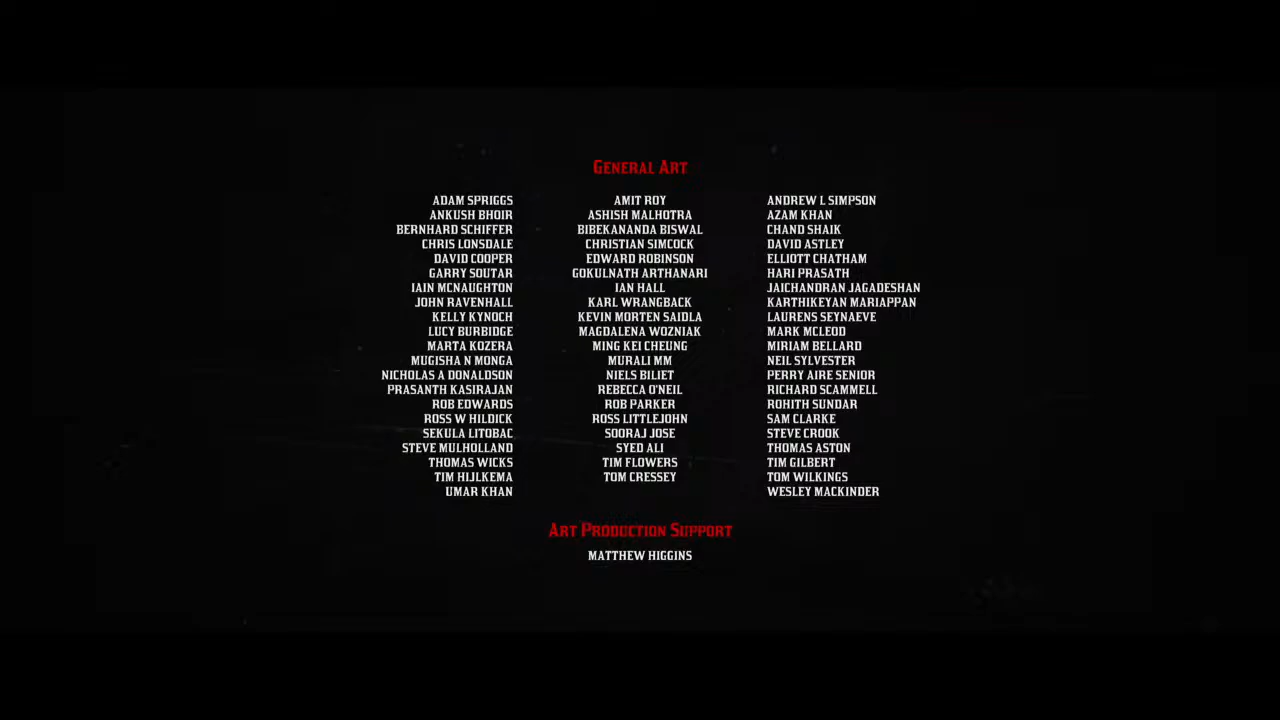 General Art
ADAM SPRIGGS AMIT ROY ANDREW L SIMPSON
ANKUSH BHOIR ASHISH MALHOTRA AZAM KHAN
BERNHARD SCHIFFER BIBEKANANDA BISWAL CHAND SHAIK
CHRIS LONSDALE CHRISTIAN SIMCOCK DAVID ASTLEY
DAVID COOPER EDWARD ROBINSON ELLIOTT CHATHAM
GARRY SOUTAR GOKULNATH ARTHANARI HARI PRASATH
IAIN MCNAUGHTON IAN HALL JAICHANDRAN JAGADESHAN
JOHN RAVENHALL KARL WRANGBACK KARTHIKEYAN MARIAPPAN
KELLY KYNOCH KEVIN MORTEN SAIDLA LAURENS SEYNAEVE
LUCY BURBIDGE MAGDALENA WOZNIAK MARK MCLEOD
MARTA KOZERA MING KEI CHEUNG MIRIAM BELLARD
MUGISHA N MONGA MURALI MM NEIL SYLVESTER
NICHOLAS A DONALDSON NIELS BILIET PERRY AIRE SENIOR
PRASANTH KASIRAJAN REBECCA O'NEIL RICHARD SCAMMELL
ROB EDWARDS ROB PARKER ROHITH SUNDAR
ROSS W HILDICK ROSS LITTLEJOHN SAM CLARKE
SEKULA LITOBAC SOORAJ JOSE STEVE CROOK
STEVE MULHOLLAND SYED ALI THOMAS ASTON
THOMAS WICKS TIM FLOWERS TIM GILBERT
TIM HIJLKEMA TOM CRESSEY TOM WILKINGS
UMAR KHAN WESLEY MACKINDER
Art Production Support
MATTHEW HIGGINS